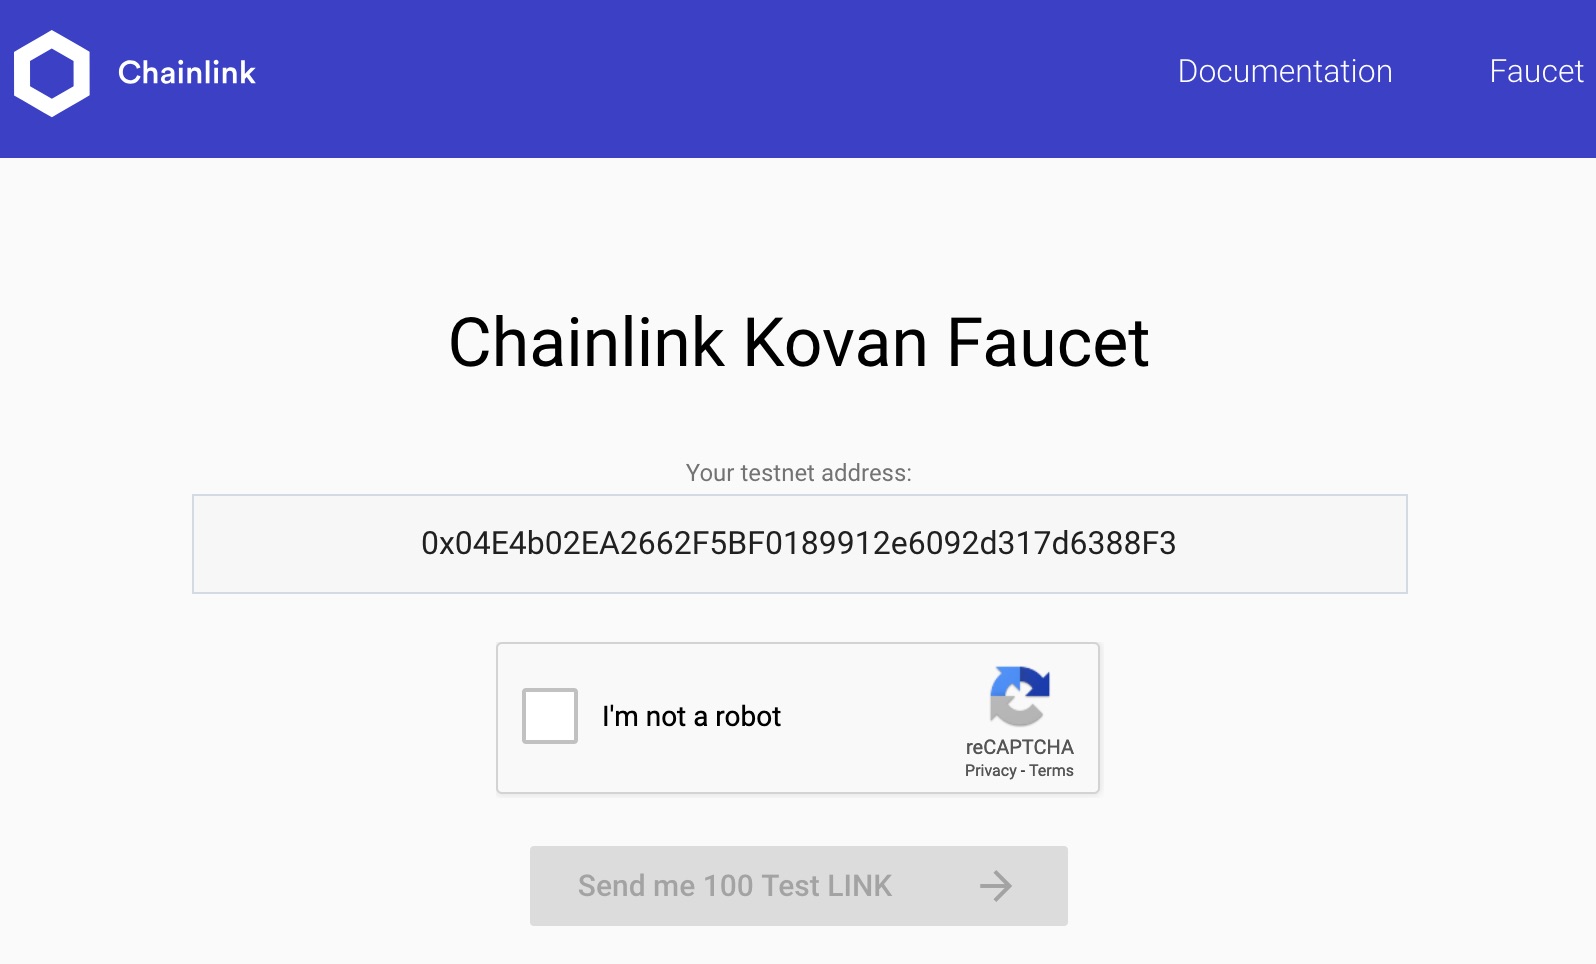 Chainlink
Documentation
Faucet
Chainlink Kovan Faucet
Your testnet address:
0x04E4b02EA2662F5BF0189912e6092d317d6388F3
I'm not a robot
reCAPTCHA
Privacy - Terms
Send me 100 Test LINK